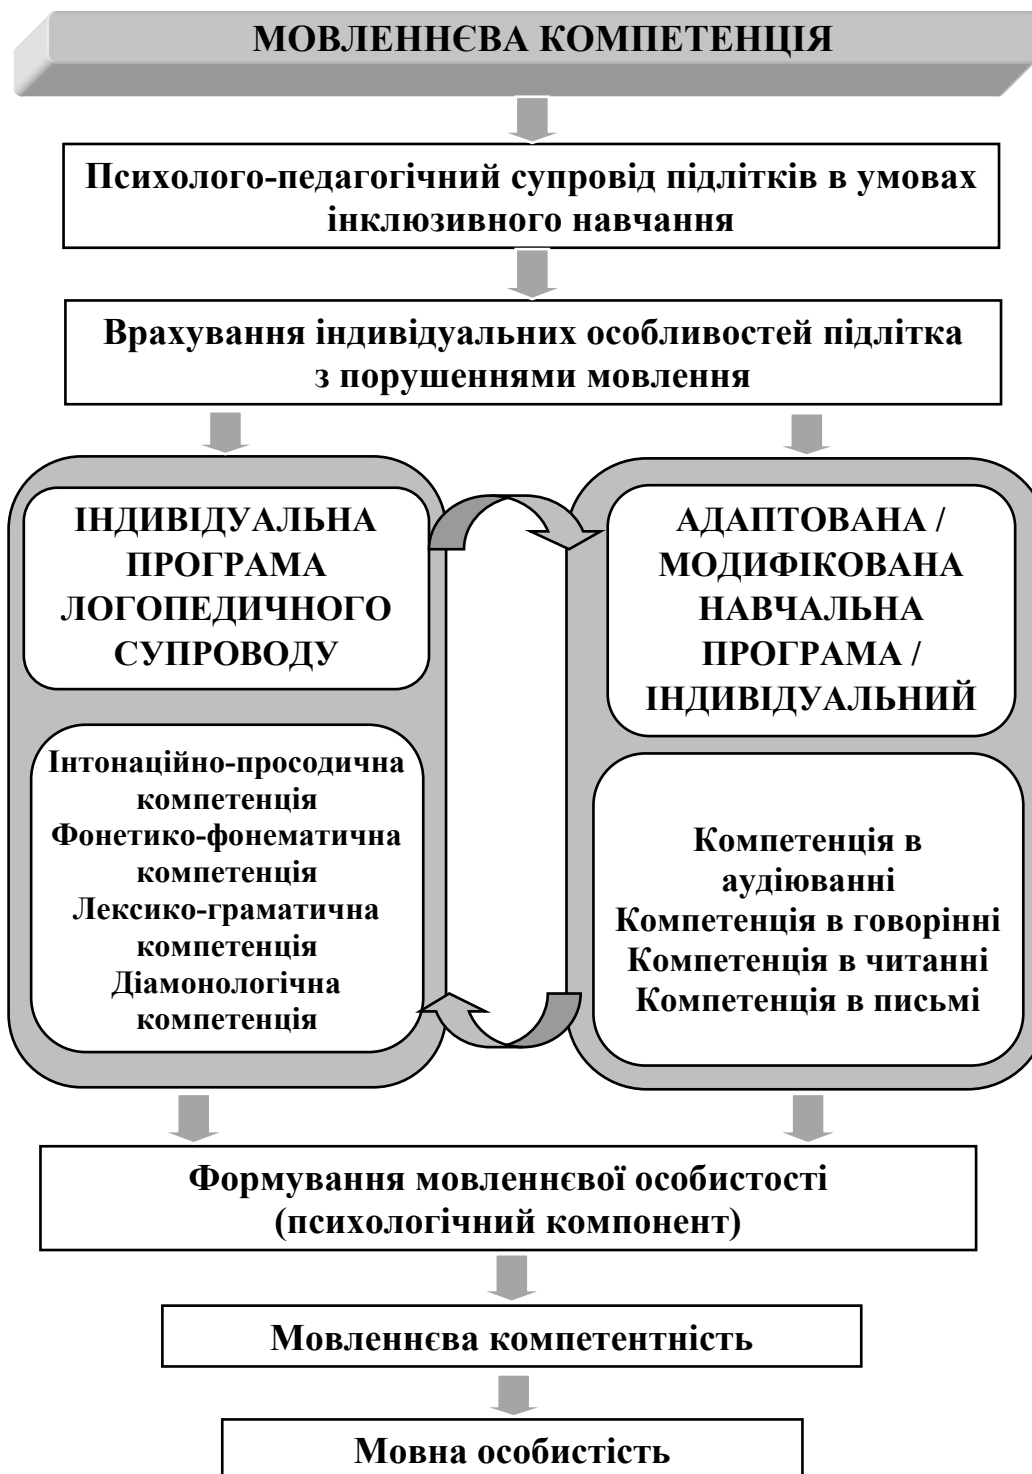 МОВЛЕННЄВА КОМПЕТЕНЦІЯ
Психолого-педагогічний супровід підлітків в умовах
інклюзивного навчання
Врахування індивідуальних особливостей підлітка
з порушеннями мовлення
ІНДИВІДУАЛЬНА
ПРОГРАМА
ЛОГОПЕДИЧНОГО
СУПРОВОДУ
Інтонаційно-просодична
компетенція
Фонетико-фонематична
компетенція
Лексико-граматична
компетенція
Діамонологічна
компетенція
АДАПТОВАНА /
МОДИФІКОВАНА
НАВЧАЛЬНА
ПРОГРАМА /
ІНДИВІДУАЛЬНИЙ
Компетенція в
аудіюванні
Компетенція в говорінні
Компетенція в читанні
Компетенція в письмі
Формування мовленнєвої особистості
(психологічний компонент)
Мовленнєва компетентність
Мовна особистість